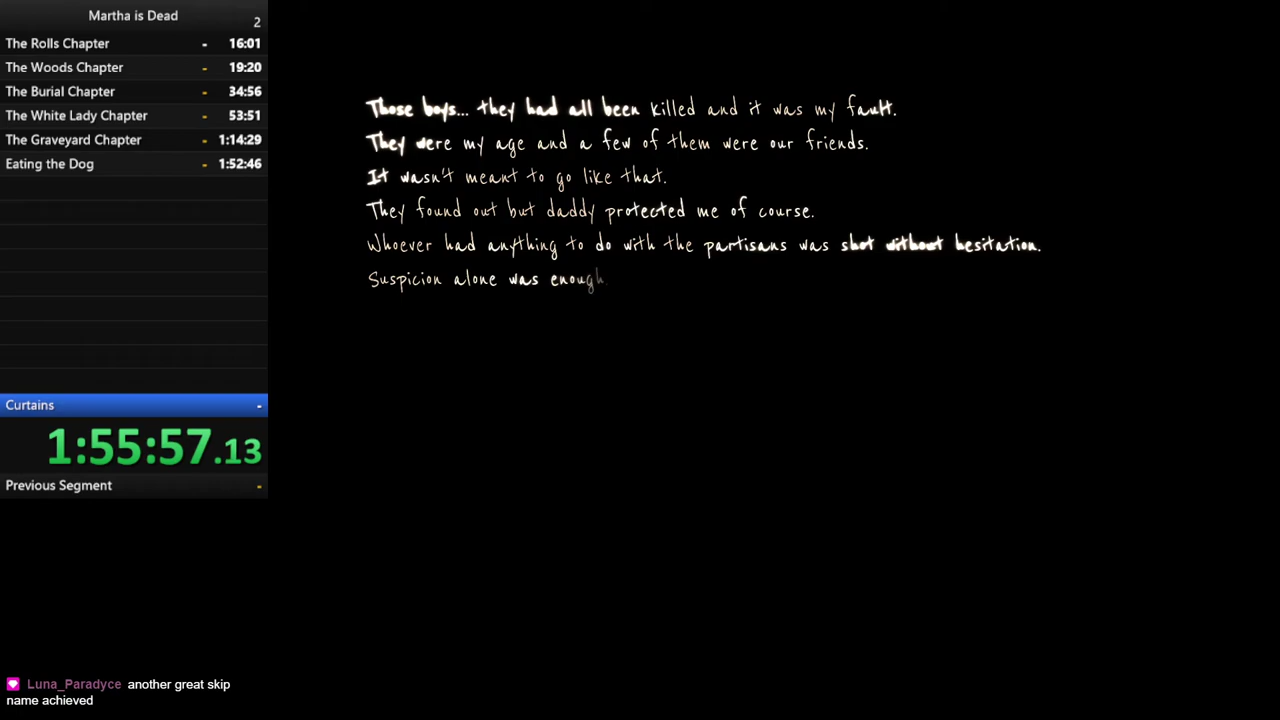 Martha is Dead
2
The Rolls Chapter - 16:01
The Woods Chapter - 19:20
The Burial Chapter - 34:56
The White Lady Chapter - 53:51
The Graveyard Chapter - 1:14:29
Eating the Dog - 1:52:46
Curtains -
1:55:57.13
Previous Segment -
Those boys... they had all been killed and it was my fault.
They were my age and a few of them were our friends.
It wasn't meant to go like that.
They found out but daddy protected me of course.
Whoever had anything to do with the partisans was shot without hesitation.
Suspicion alone was enough
Luna_Paradyce another great skip
name achieved